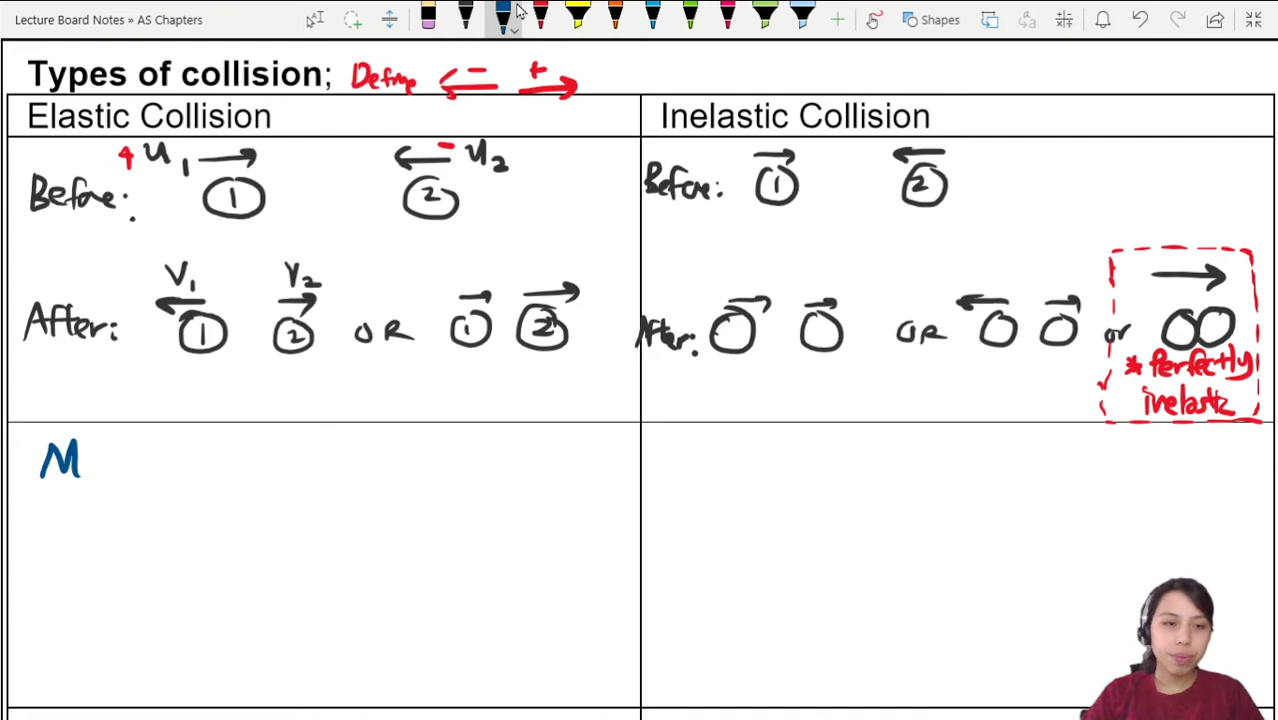 Lecture Board Notes » AS Chapters
Shapes
Types of collision; Define - +
Elastic Collision
+ u1 - u2
Before: 1 2
V1 V2
After: 1 2 OR 1 2
M
Inelastic Collision
Before: 1 2
After: OR or
* Perfectly
inelastic